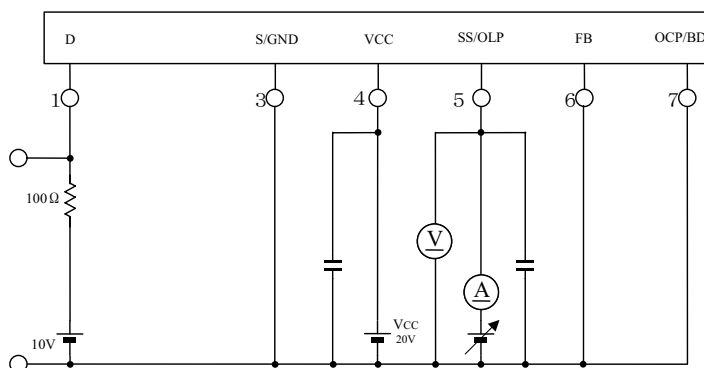 D S/GND VCC SS/OLP FB OCP/BD
1 3 4 5 6 7
100Ω
V
A
10V
VCC
20V